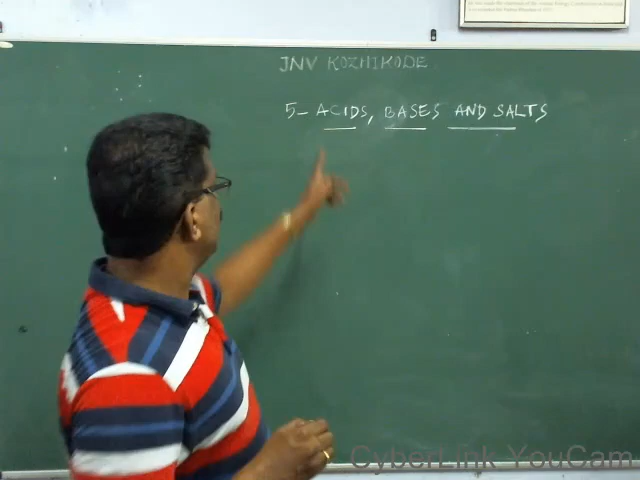 JNV KOZHIKODE
5- ACIDS, BASES AND SALTS
CyberLink YouCam